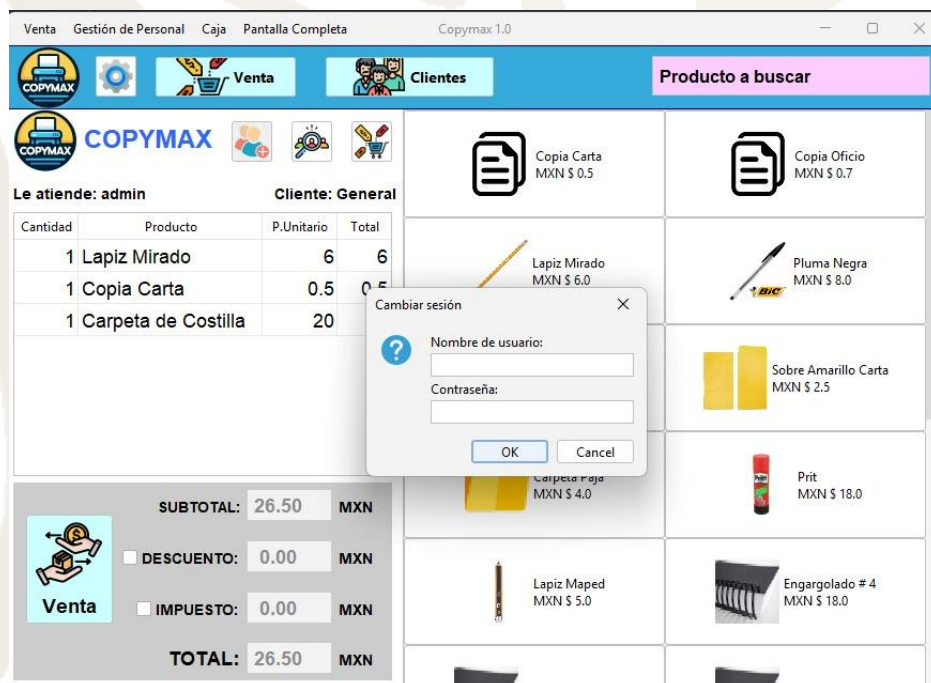 Venta Gestión de Personal Caja Pantalla Completa Copymax 1.0
COPYMAX
Venta
Clientes
Producto a buscar
COPYMAX
COPYMAX
Le atiende: admin Cliente: General
Cantidad Producto P.Unitario Total
1 Lapiz Mirado 6 6
1 Copia Carta 0.5 0.5
1 Carpeta de Costilla 20
SUBTOTAL: 26.50 MXN
DESCUENTO: 0.00 MXN
Venta
IMPUESTO: 0.00 MXN
TOTAL: 26.50 MXN
Copia Carta
MXN $ 0.5
Copia Oficio
MXN $ 0.7
Lapiz Mirado
MXN $ 6.0
BIC
Pluma Negra
MXN $ 8.0
Cambiar sesión
Nombre de usuario:
Contraseña:
OK Cancel
Sobre Amarillo Carta
MXN $ 2.5
Carpeta Paja
MXN $ 4.0
Prit
MXN $ 18.0
Lapiz Maped
MXN $ 5.0
Engargolado # 4
MXN $ 18.0